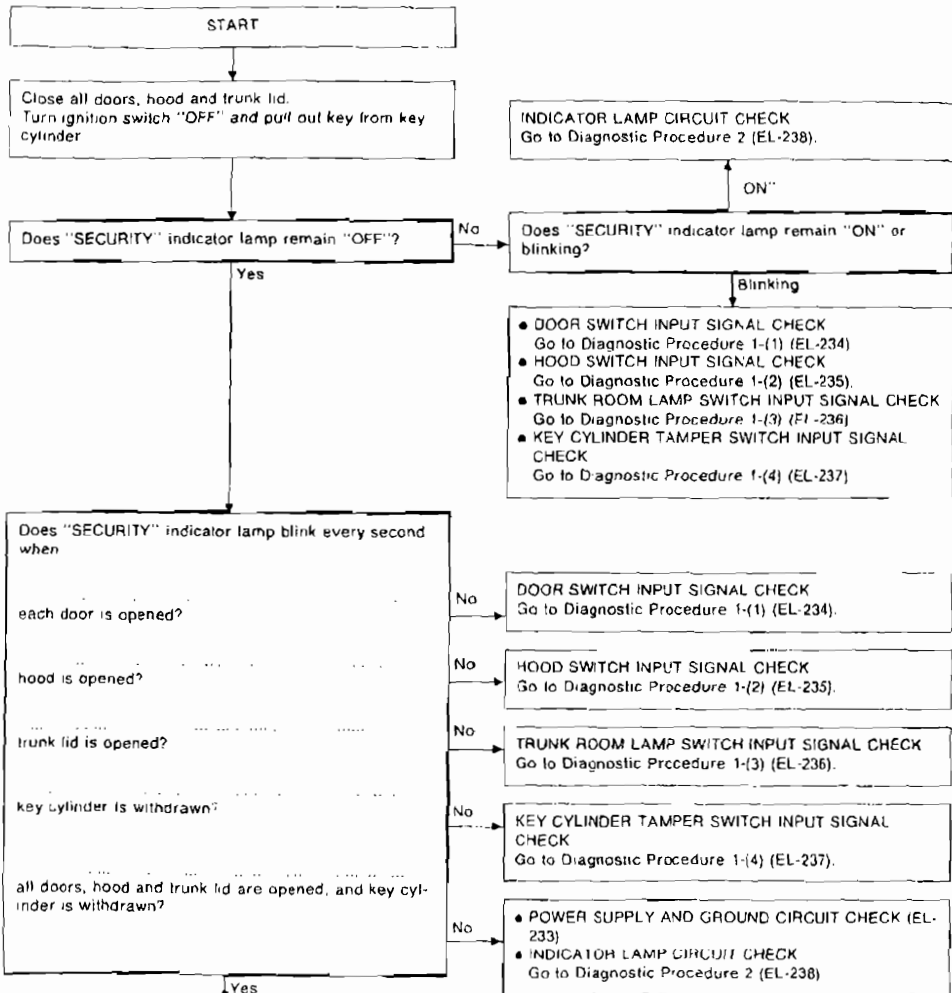 START
Close all doors, hood and trunk lid.
Turn ignition switch "OFF" and pull out key from key
cylinder
INDICATOR LAMP CIRCUIT CHECK
Go to Diagnostic Procedure 2 (EL-238).
ON"
Does "SECURITY" indicator lamp remain "OFF"?
No
Does "SECURITY" indicator lamp remain "ON" or
blinking?
Yes
Blinking
● DOOR SWITCH INPUT SIGNAL CHECK
Go to Diagnostic Procedure 1-(1) (EL-234)
● HOOD SWITCH INPUT SIGNAL CHECK
Go to Diagnostic Procedure 1-(2) (EL-235).
● TRUNK ROOM LAMP SWITCH INPUT SIGNAL CHECK
Go to Diagnostic Procedure 1-(3) (EL-236)
● KEY CYLINDER TAMPER SWITCH INPUT SIGNAL
CHECK
Go to Diagnostic Procedure 1-(4) (EL-237)
Does "SECURITY" indicator lamp blink every second
when
each door is opened?
No
DOOR SWITCH INPUT SIGNAL CHECK
Go to Diagnostic Procedure 1-(1) (EL-234).
hood is opened?
No
HOOD SWITCH INPUT SIGNAL CHECK
Go to Diagnostic Procedure 1-(2) (EL-235).
trunk lid is opened?
No
TRUNK ROOM LAMP SWITCH INPUT SIGNAL CHECK
Go to Diagnostic Procedure 1-(3) (EL-236).
key cylinder is withdrawn?
No
KEY CYLINDER TAMPER SWITCH INPUT SIGNAL
CHECK
Go to Diagnostic Procedure 1-(4) (EL-237).
all doors, hood and trunk lid are opened, and key cyl-
inder is withdrawn?
No
● POWER SUPPLY AND GROUND CIRCUIT CHECK (EL-
233)
● INDICATOR LAMP CIRCUIT CHECK
Go to Diagnostic Procedure 2 (EL-238)
Yes